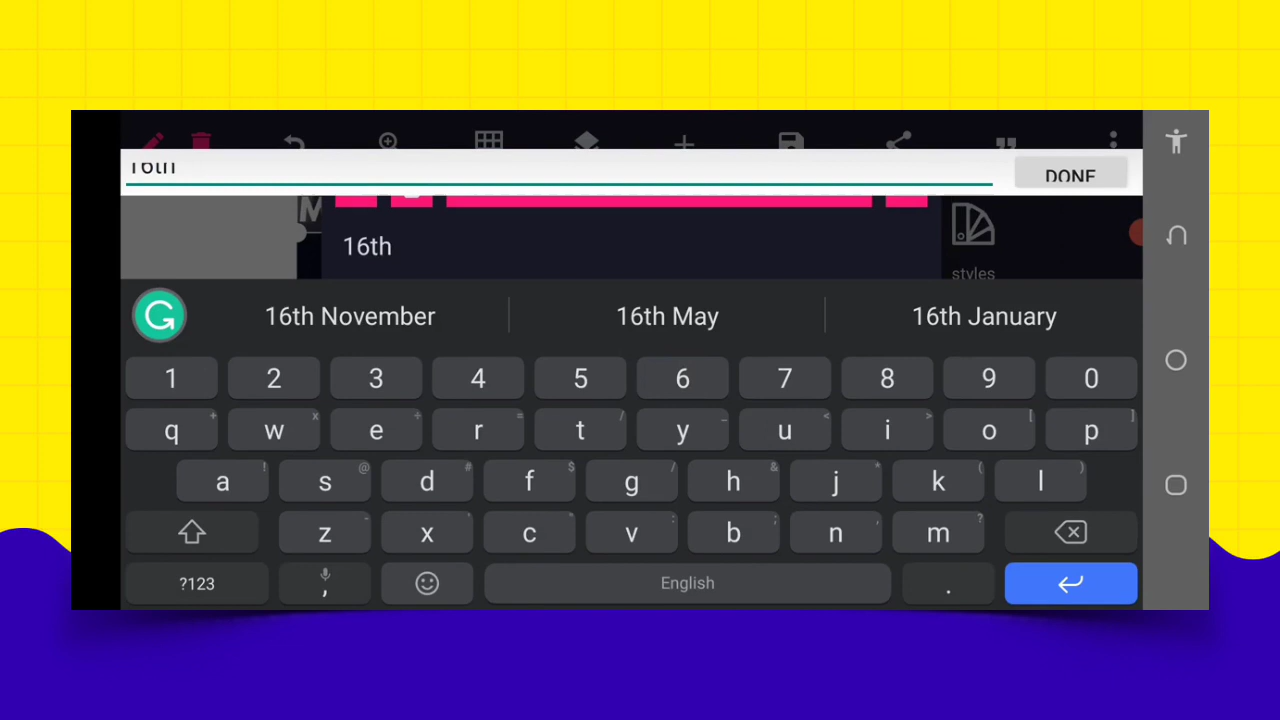 16th
DONE
M
16th
styles
16th November 16th May 16th January
1 2 3 4 5 6 7 8 9 0
q + w x e ÷ r = t / y _ u < i > o [ p ]
a ! s @ d # f $ g / h & j * k ( l )
z - x ' c " v : b ; n , m ?
?123 , English .